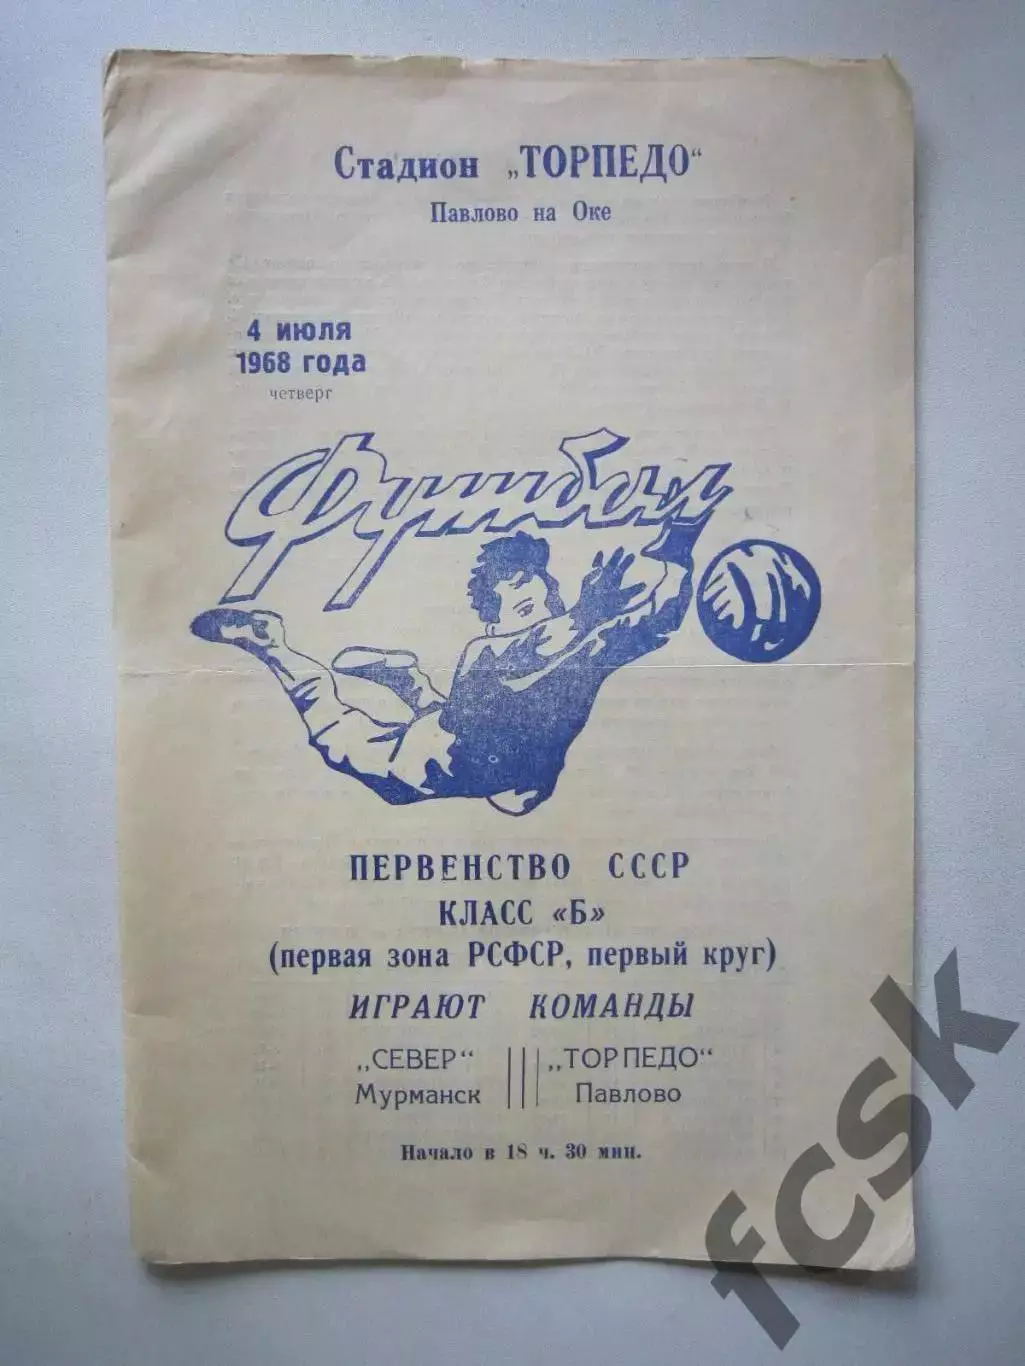 Стадион „ТОРПЕДО“
Павлово на Оке
4 июля
1968 года
четверг
Футбол
ПЕРВЕНСТВО СССР
КЛАСС «Б»
(первая зона РСФСР, первый круг)
ИГРАЮТ КОМАНДЫ
„СЕВЕР“ „ТОРПЕДО“
Мурманск Павлово
Начало в 18 ч. 30 мин.
fcsk